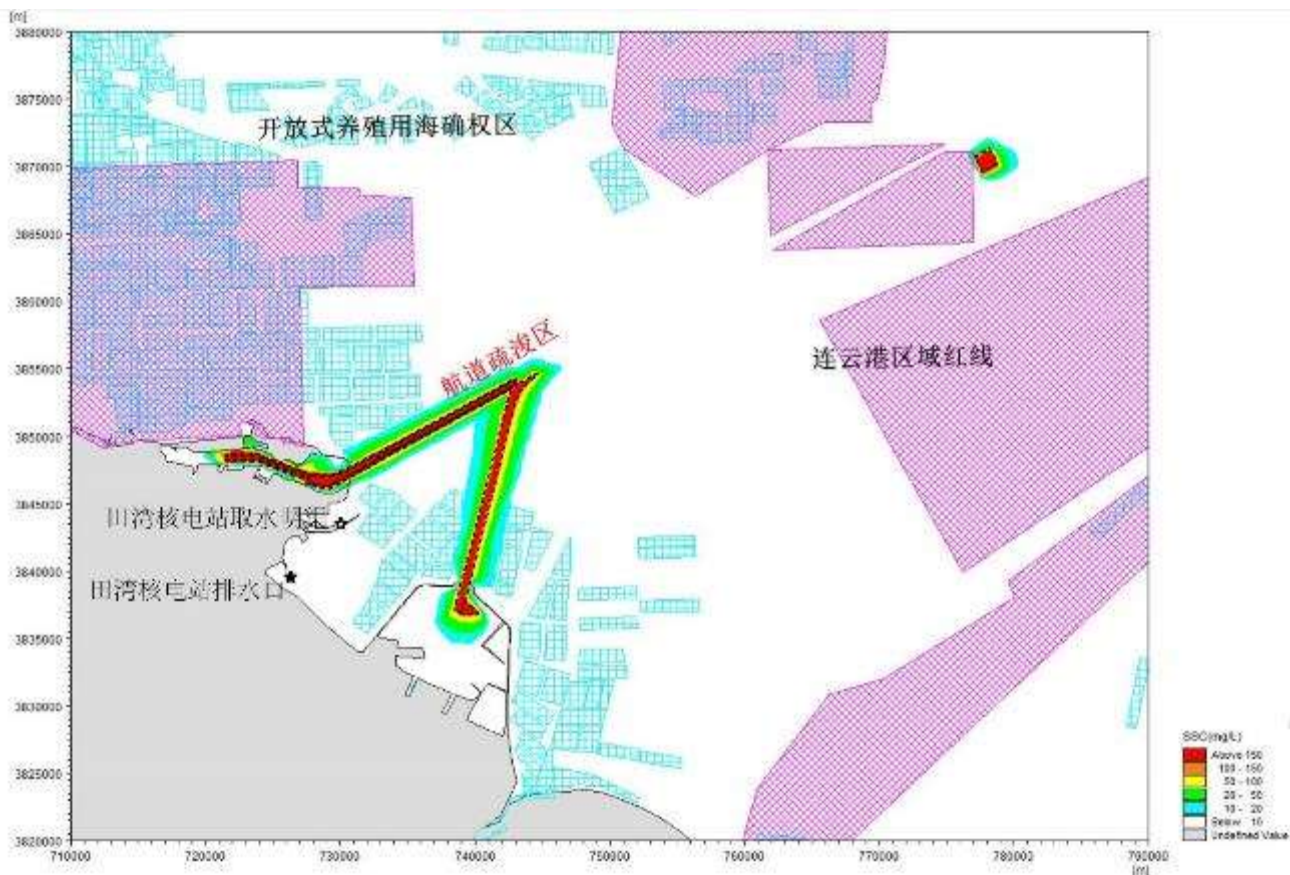 [m]
3880000
3875000
开放式养殖用海确权区
3870000
3865000
3860000
航道疏浚区
3855000
连云港区域红线
3850000
3845000
田湾核电站取水明渠
3840000
田湾核电站排水口
3835000
3830000
3825000
3820000
710000 720000 730000 740000 750000 760000 770000 780000 790000
[m]
SSC(mg/L)
Above 150
100 - 150
50 - 100
20 - 50
10 - 20
Below 10
Undefined Value